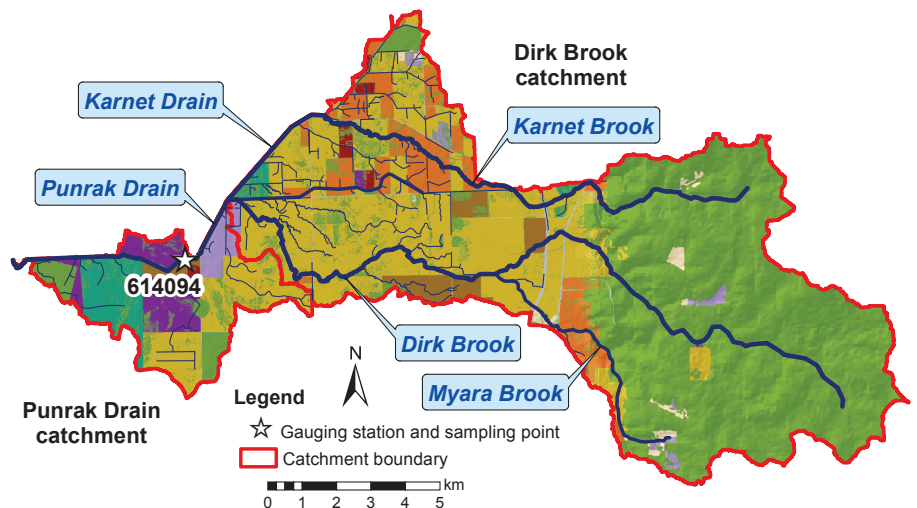 Dirk Brook
catchment
Karnet Drain
Karnet Brook
Punrak Drain
614094
Dirk Brook
Myara Brook
Punrak Drain
catchment
N
Legend
Gauging station and sampling point
Catchment boundary
km
0 1 2 3 4 5